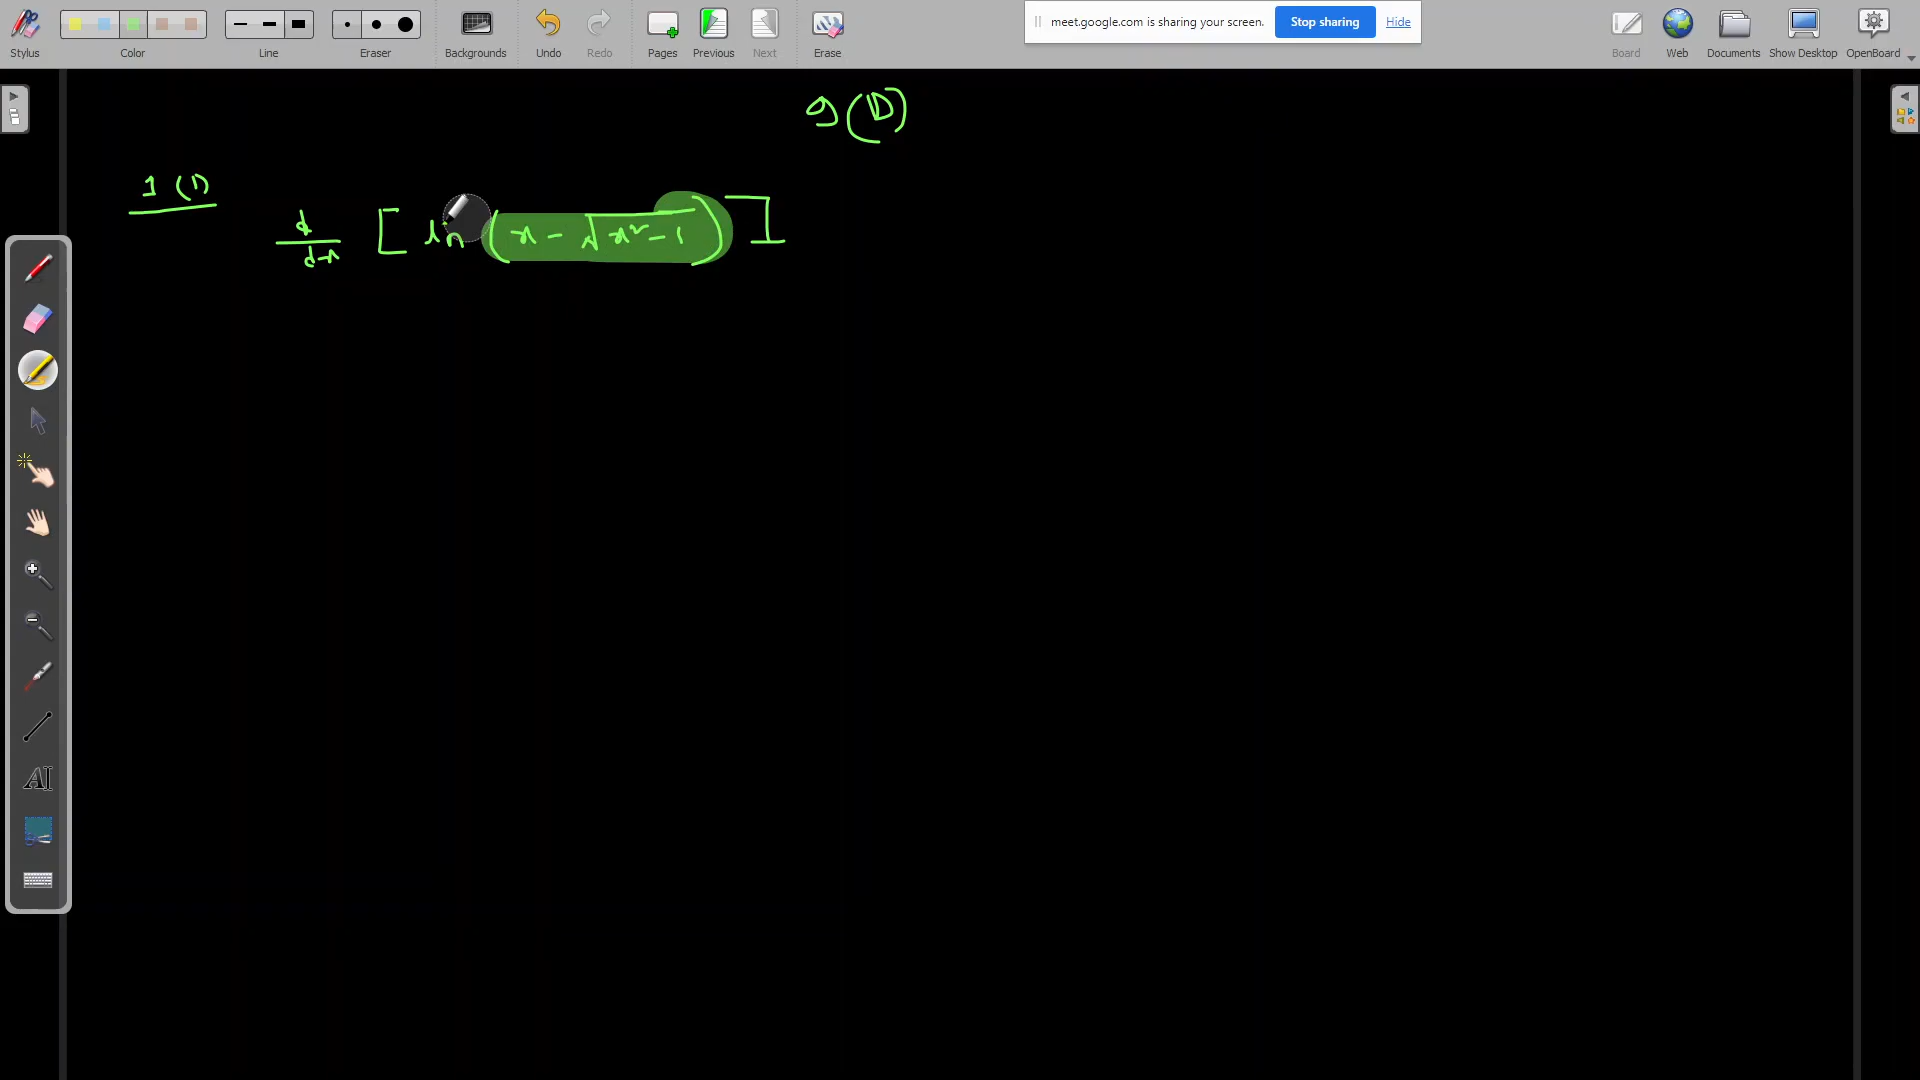 meet.google.com is sharing your screen. Stop sharing Hide
Stylus Color Line Eraser Backgrounds Undo Redo Pages Previous Next Erase Board Web Documents Show Desktop OpenBoard
9 (D)
1 (1)
d/dx [ ln (x - √(x² - 1)) ]
AI